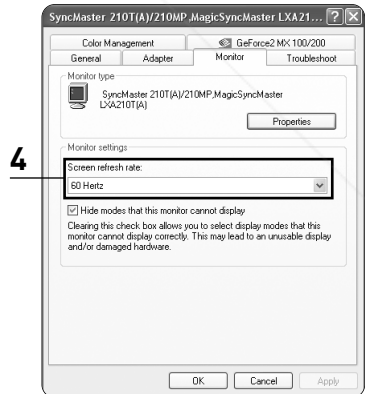 SyncMaster 210T(A)/210MP,MagicSyncMaster LXA21...
Color Management
GeForce2 MX 100/200
General
Adapter
Monitor
Troubleshoot
Monitor type
SyncMaster 210T(A)/210MP,MagicSyncMaster
LXA210T(A)
Properties
Monitor settings
4
Screen refresh rate:
60 Hertz
Hide modes that this monitor cannot display
Clearing this check box allows you to select display modes that this
monitor cannot display correctly. This may lead to an unusable display
and/or damaged hardware.
OK
Cancel
Apply